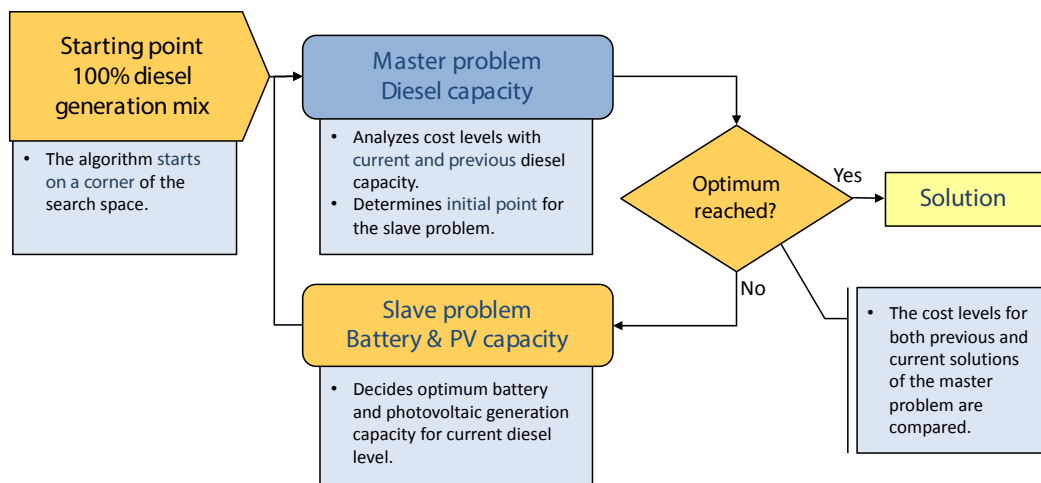 Starting point
100% diesel
generation mix
• The algorithm starts
on a corner of the
search space.
Master problem
Diesel capacity
• Analyzes cost levels with
current and previous diesel
capacity.
• Determines initial point for
the slave problem.
Optimum
reached?
Yes
Solution
No
Slave problem
Battery & PV capacity
• Decides optimum battery
and photovoltaic generation
capacity for current diesel
level.
• The cost levels for
both previous and
current solutions
of the master
problem are
compared.